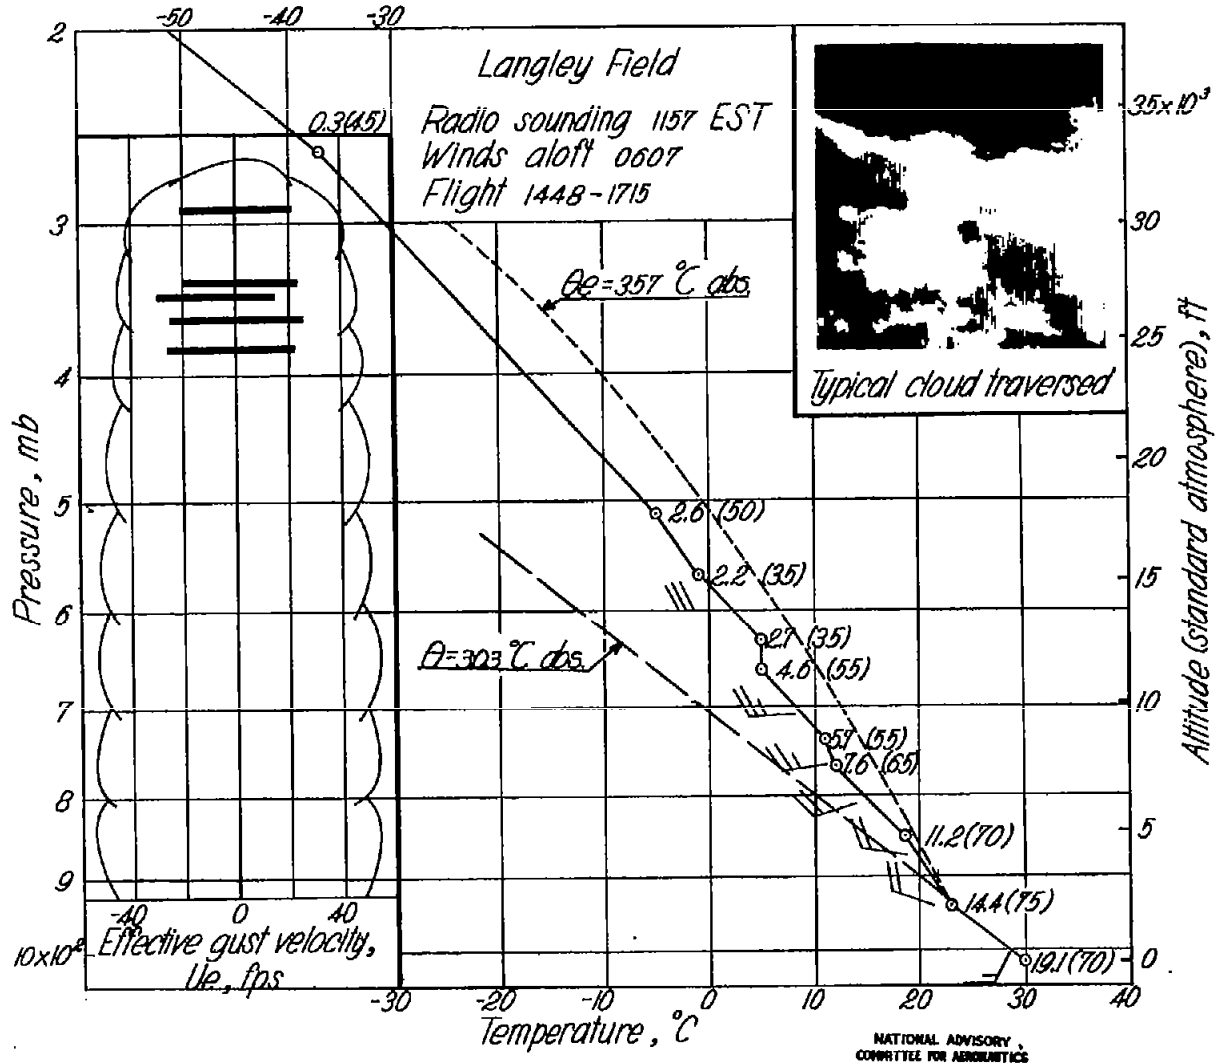 -50 -40 -30
2
3
4
5
6
7
8
9
10x10²
Pressure, mb
Langley Field
Radio sounding 1157 EST
Winds aloft 0607
Flight 1448-1715
0.3(45)
θe=357 °C abs.
θ=303 °C abs.
2.6 (50)
2.2 (35)
2.7 (35)
4.6 (55)
5.7 (55)
7.6 (65)
11.2(70)
14.4(75)
19.1(70)
Typical cloud traversed
35x10³
30
25
20
15
10
5
0
Altitude (standard atmosphere), ft
-40 0 40
Effective gust velocity,
Ue, fps
-30 -20 -10 0 10 20 30 40
Temperature, °C
NATIONAL ADVISORY
COMMITTEE FOR AERONAUTICS